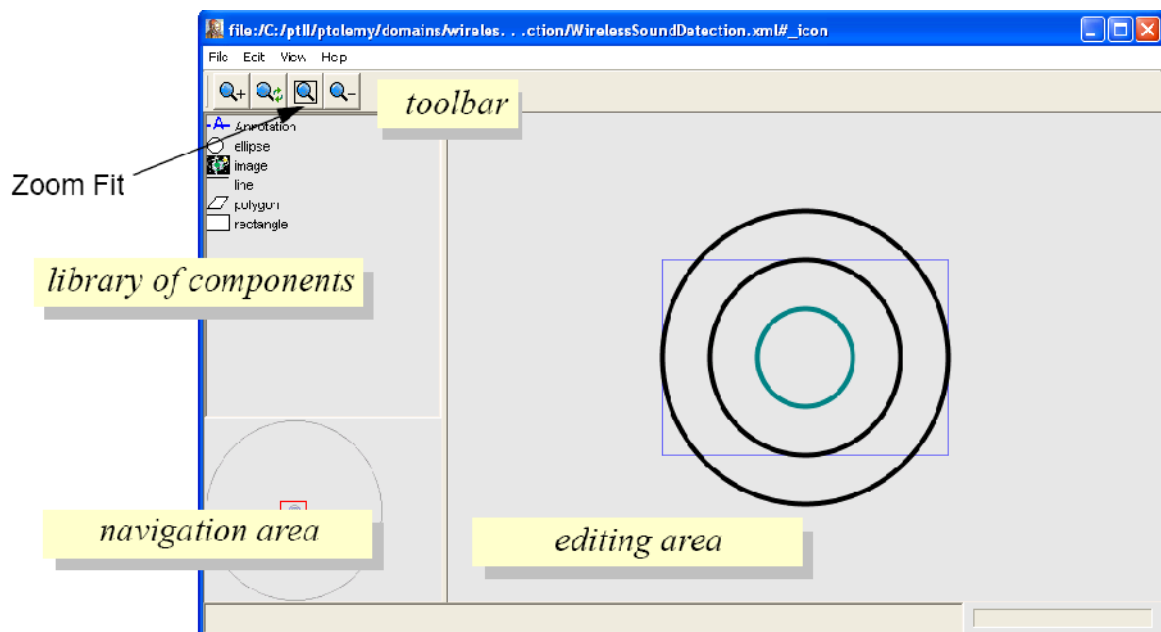 file:/C:/ptII/ptolemy/domains/wireles. . .ction/WirelessSoundDetection.xml#_icon
File Edit View Help
toolbar
Annotation
ellipse
image
line
polygon
rectangle
Zoom Fit
library of components
navigation area
editing area